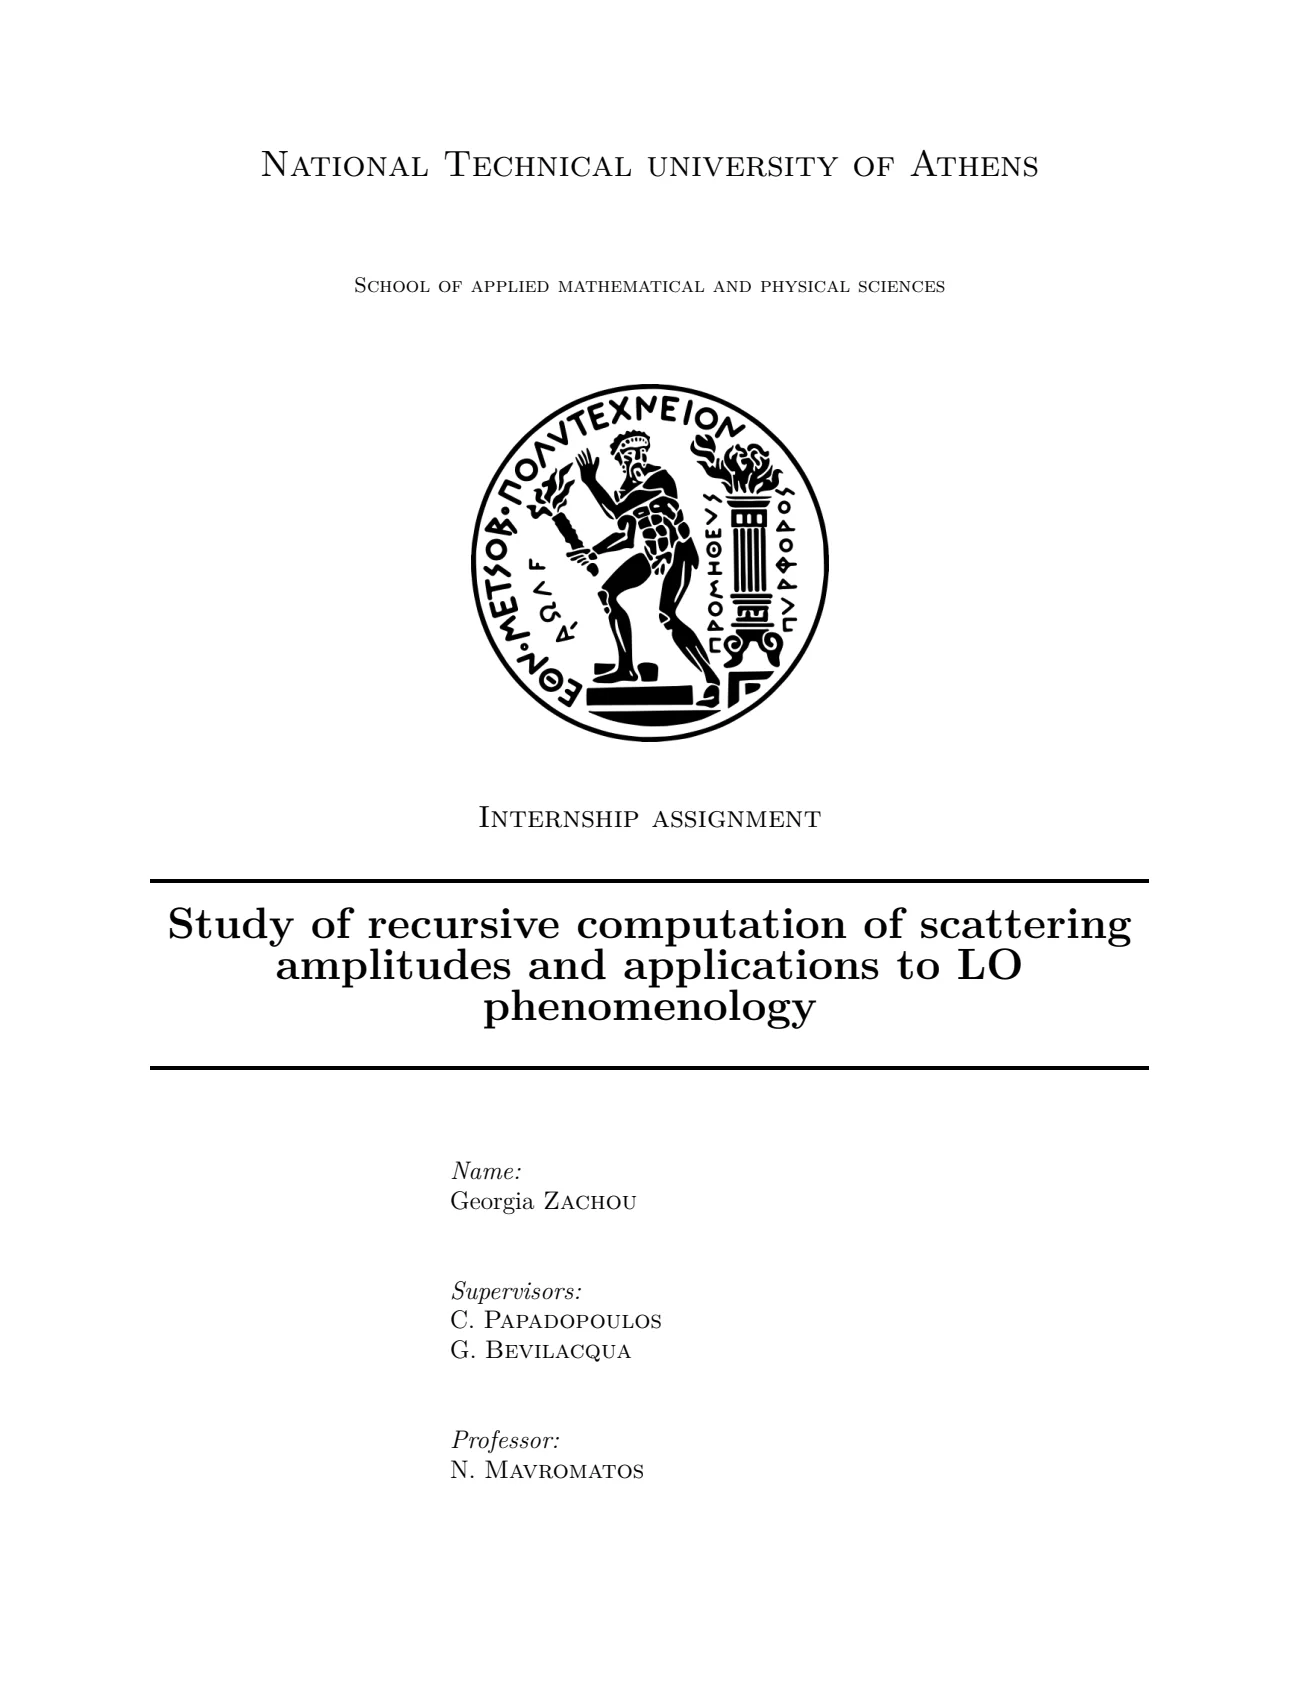 National Technical university of Athens
School of applied mathematical and physical sciences
ΕΘΝ·ΜΕΤΣΟΒ·ΠΟΛΥΤΕΧΝΕΙΟΝ
ΑΩΛϜ
ΠΡΟΜΗΘΕΥΣ
ΠΥΡΦΟΡΟΣ
Internship assignment
Study of recursive computation of scattering
amplitudes and applications to LO
phenomenology
Name:
Georgia Zachou
Supervisors:
C. Papadopoulos
G. Bevilacqua
Professor:
N. Mavromatos